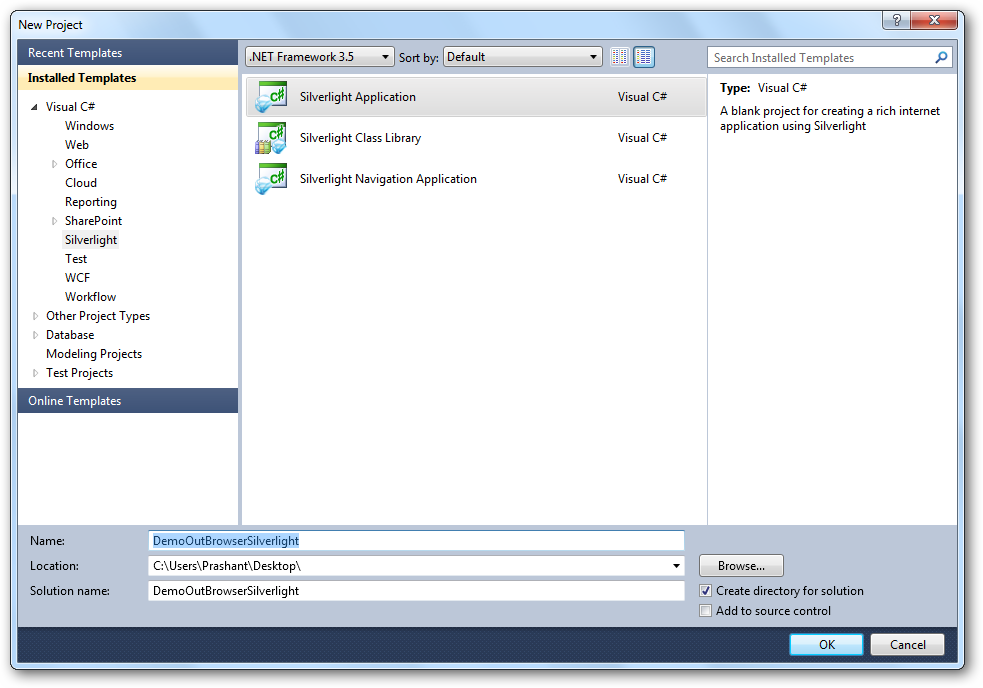 New Project
Recent Templates
Installed Templates
Visual C#
Windows
Web
Office
Cloud
Reporting
SharePoint
Silverlight
Test
WCF
Workflow
Other Project Types
Database
Modeling Projects
Test Projects
Online Templates
.NET Framework 3.5 Sort by: Default
Silverlight Application Visual C#
Silverlight Class Library Visual C#
Silverlight Navigation Application Visual C#
Search Installed Templates
Type: Visual C#
A blank project for creating a rich internet
application using Silverlight
Name: DemoOutBrowserSilverlight
Location: C:\Users\Prashant\Desktop\ Browse...
Solution name: DemoOutBrowserSilverlight
Create directory for solution
Add to source control
OK Cancel